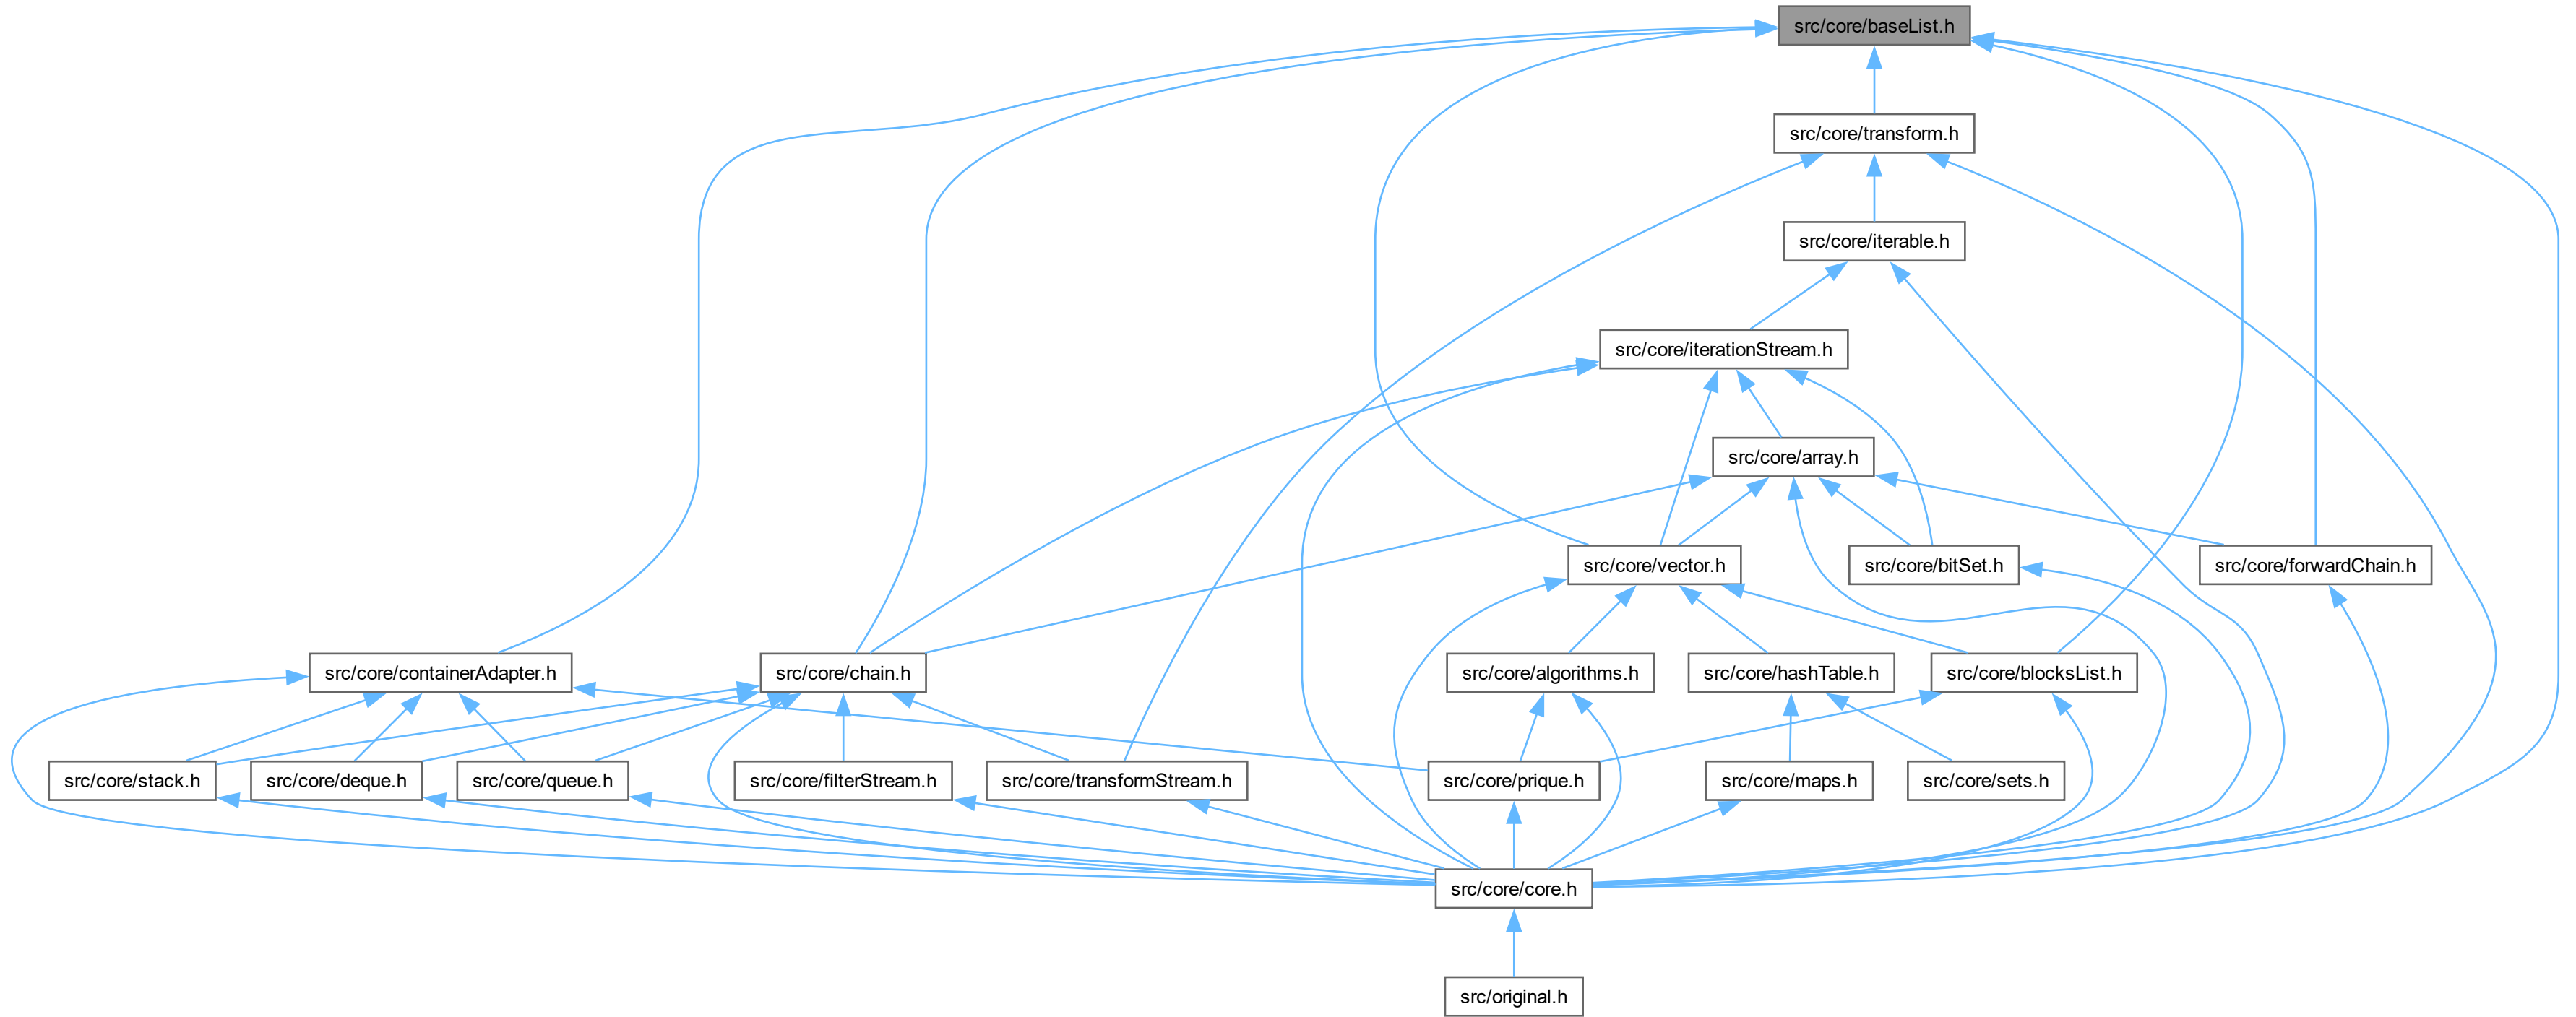 src/core/baseList.h
src/core/transform.h
src/core/iterable.h
src/core/iterationStream.h
src/core/array.h
src/core/vector.h
src/core/bitSet.h
src/core/forwardChain.h
src/core/containerAdapter.h
src/core/chain.h
src/core/algorithms.h
src/core/hashTable.h
src/core/blocksList.h
src/core/stack.h
src/core/deque.h
src/core/queue.h
src/core/filterStream.h
src/core/transformStream.h
src/core/prique.h
src/core/maps.h
src/core/sets.h
src/core/core.h
src/original.h